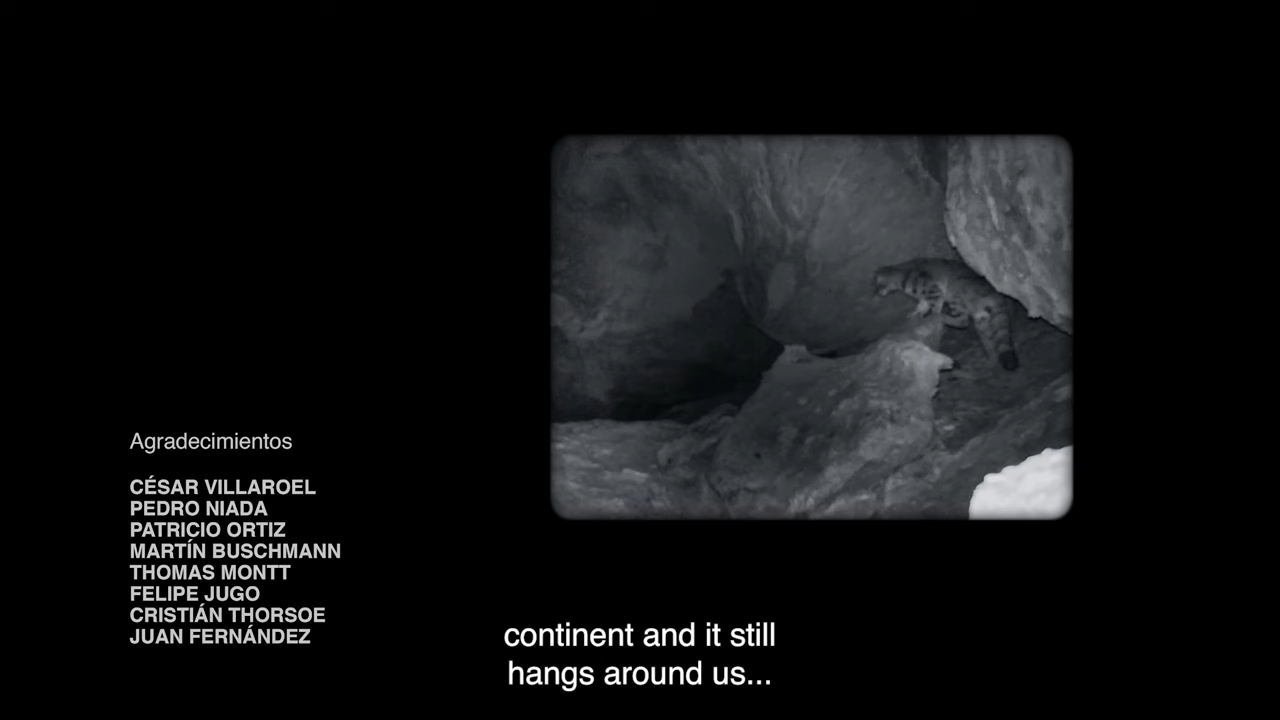 Agradecimientos
CÉSAR VILLAROEL
PEDRO NIADA
PATRICIO ORTIZ
MARTÍN BUSCHMANN
THOMAS MONTT
FELIPE JUGO
CRISTIÁN THORSOE
JUAN FERNÁNDEZ
continent and it still
hangs around us...